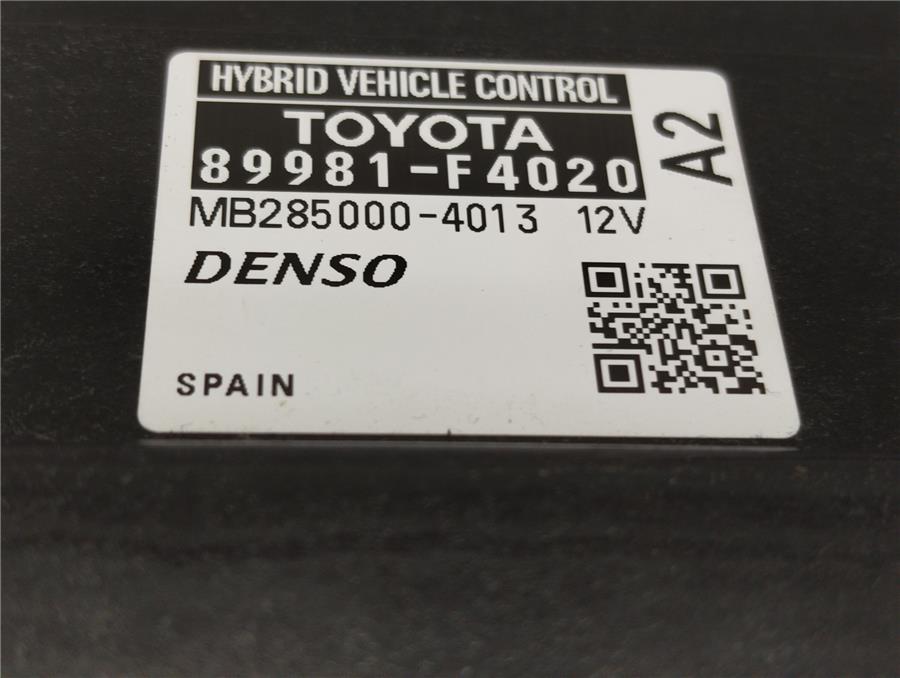 HYBRID VEHICLE CONTROL
TOYOTA
89981-F4020
A2
MB285000-4013 12V
DENSO
SPAIN